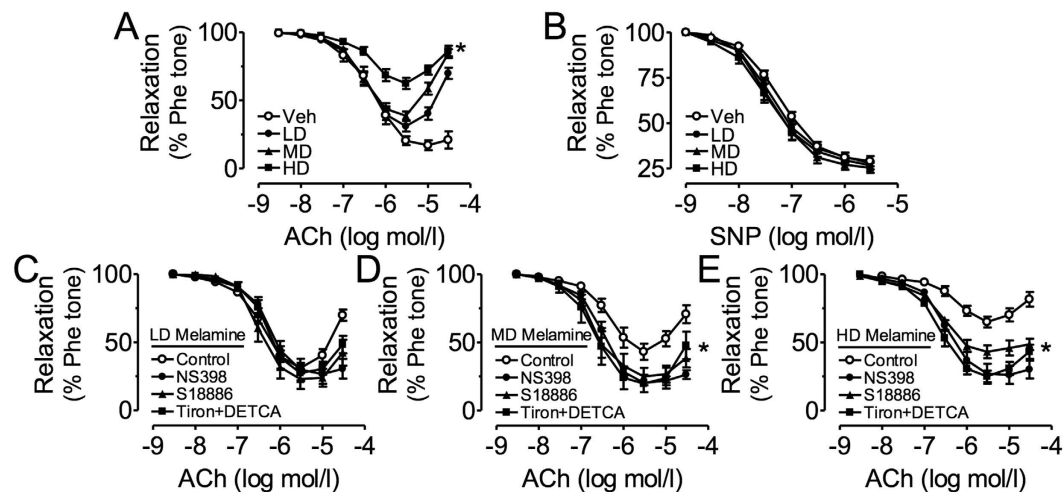 A
Relaxation
(% Phe tone)
100
50
0
Veh
LD
MD
HD
*
-9 -8 -7 -6 -5 -4
ACh (log mol/l)
B
Relaxation
(% Phe tone)
100
75
50
25
Veh
LD
MD
HD
-9 -8 -7 -6 -5 -4
SNP (log mol/l)
C
Relaxation
(% Phe tone)
100
50
0
LD Melamine
Control
NS398
S18886
Tiron+DETCA
-9 -8 -7 -6 -5 -4
ACh (log mol/l)
D
Relaxation
(% Phe tone)
100
50
0
MD Melamine
Control
NS398
S18886
Tiron+DETCA
*
-9 -8 -7 -6 -5 -4
ACh (log mol/l)
E
Relaxation
(% Phe tone)
100
50
0
HD Melamine
Control
NS398
S18886
Tiron+DETCA
*
-9 -8 -7 -6 -5 -4
ACh (log mol/l)